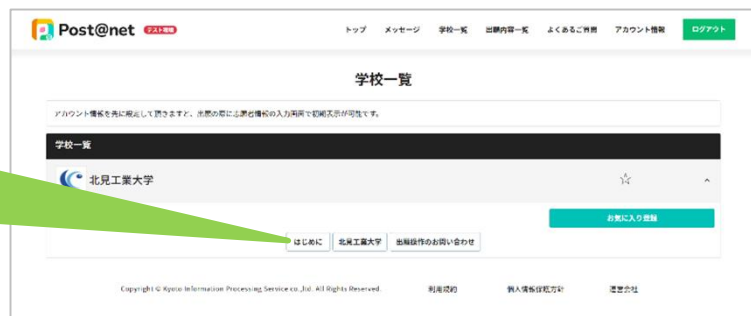 Post@net テスト環境
トップ メッセージ 学校一覧 出願内容一覧 よくあるご質問 アカウント情報 ログアウト
学校一覧
アカウント情報を先に設定して頂きますと、出願の際に志願者情報の入力画面で初期表示が可能です。
学校一覧
北見工業大学
お気に入り登録
はじめに 北見工業大学 出願操作のお問い合わせ
Copyright © Kyoto Information Processing Service co.,ltd. All Rights Reserved. 利用規約 個人情報保護方針 運営会社